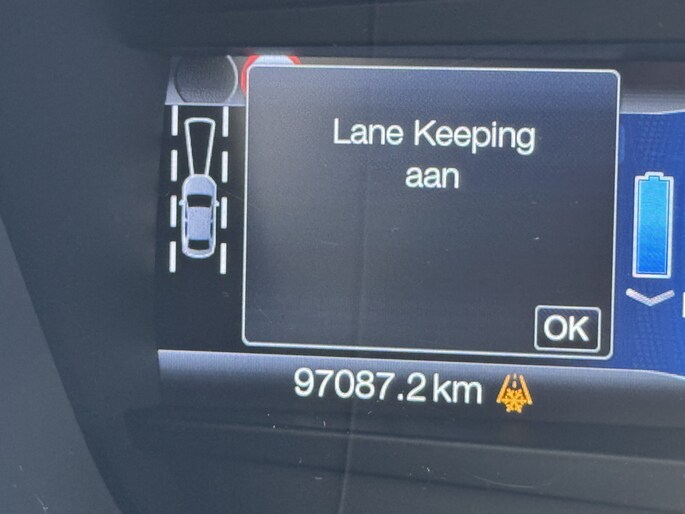 Lane Keeping
aan
OK
97087.2 km